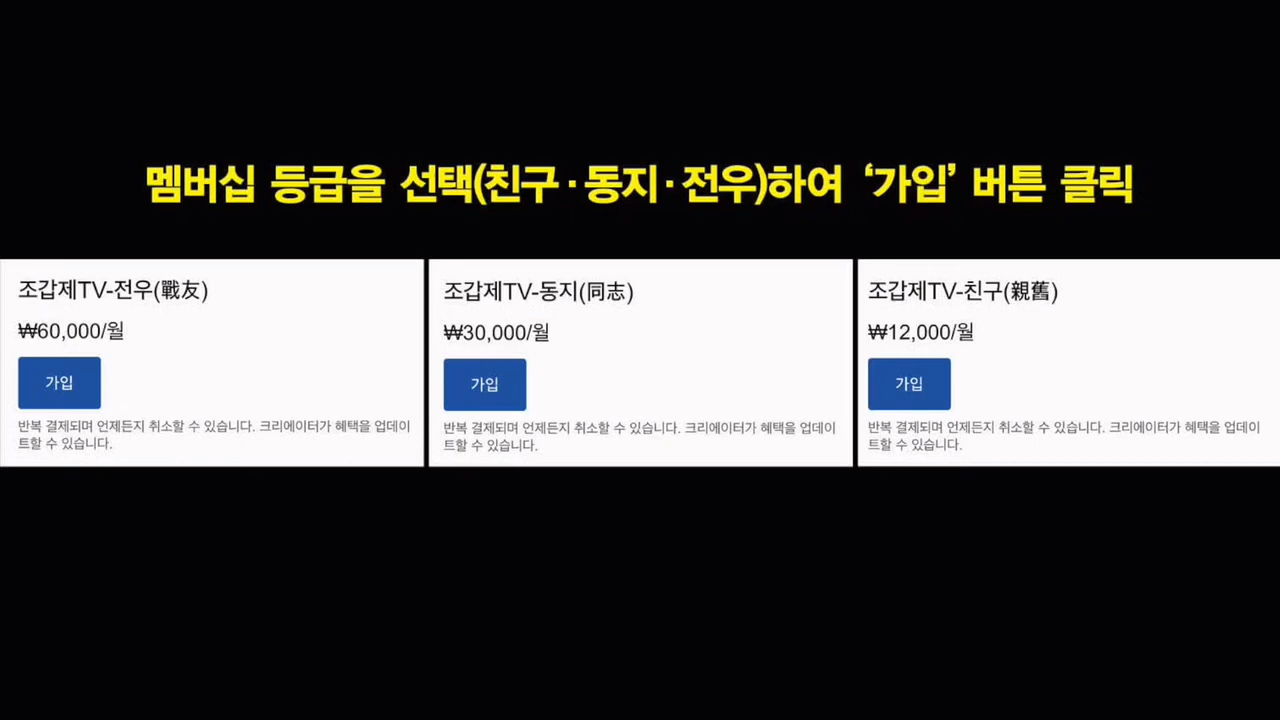 멤버십 등급을 선택(친구·동지·전우)하여 ‘가입’ 버튼 클릭
조갑제TV-전우(戰友)
₩60,000/월
가입
반복 결제되며 언제든지 취소할 수 있습니다. 크리에이터가 혜택을 업데이
트할 수 있습니다.
조갑제TV-동지(同志)
₩30,000/월
가입
반복 결제되며 언제든지 취소할 수 있습니다. 크리에이터가 혜택을 업데이
트할 수 있습니다.
조갑제TV-친구(親舊)
₩12,000/월
가입
반복 결제되며 언제든지 취소할 수 있습니다. 크리에이터가 혜택을 업데이
트할 수 있습니다.